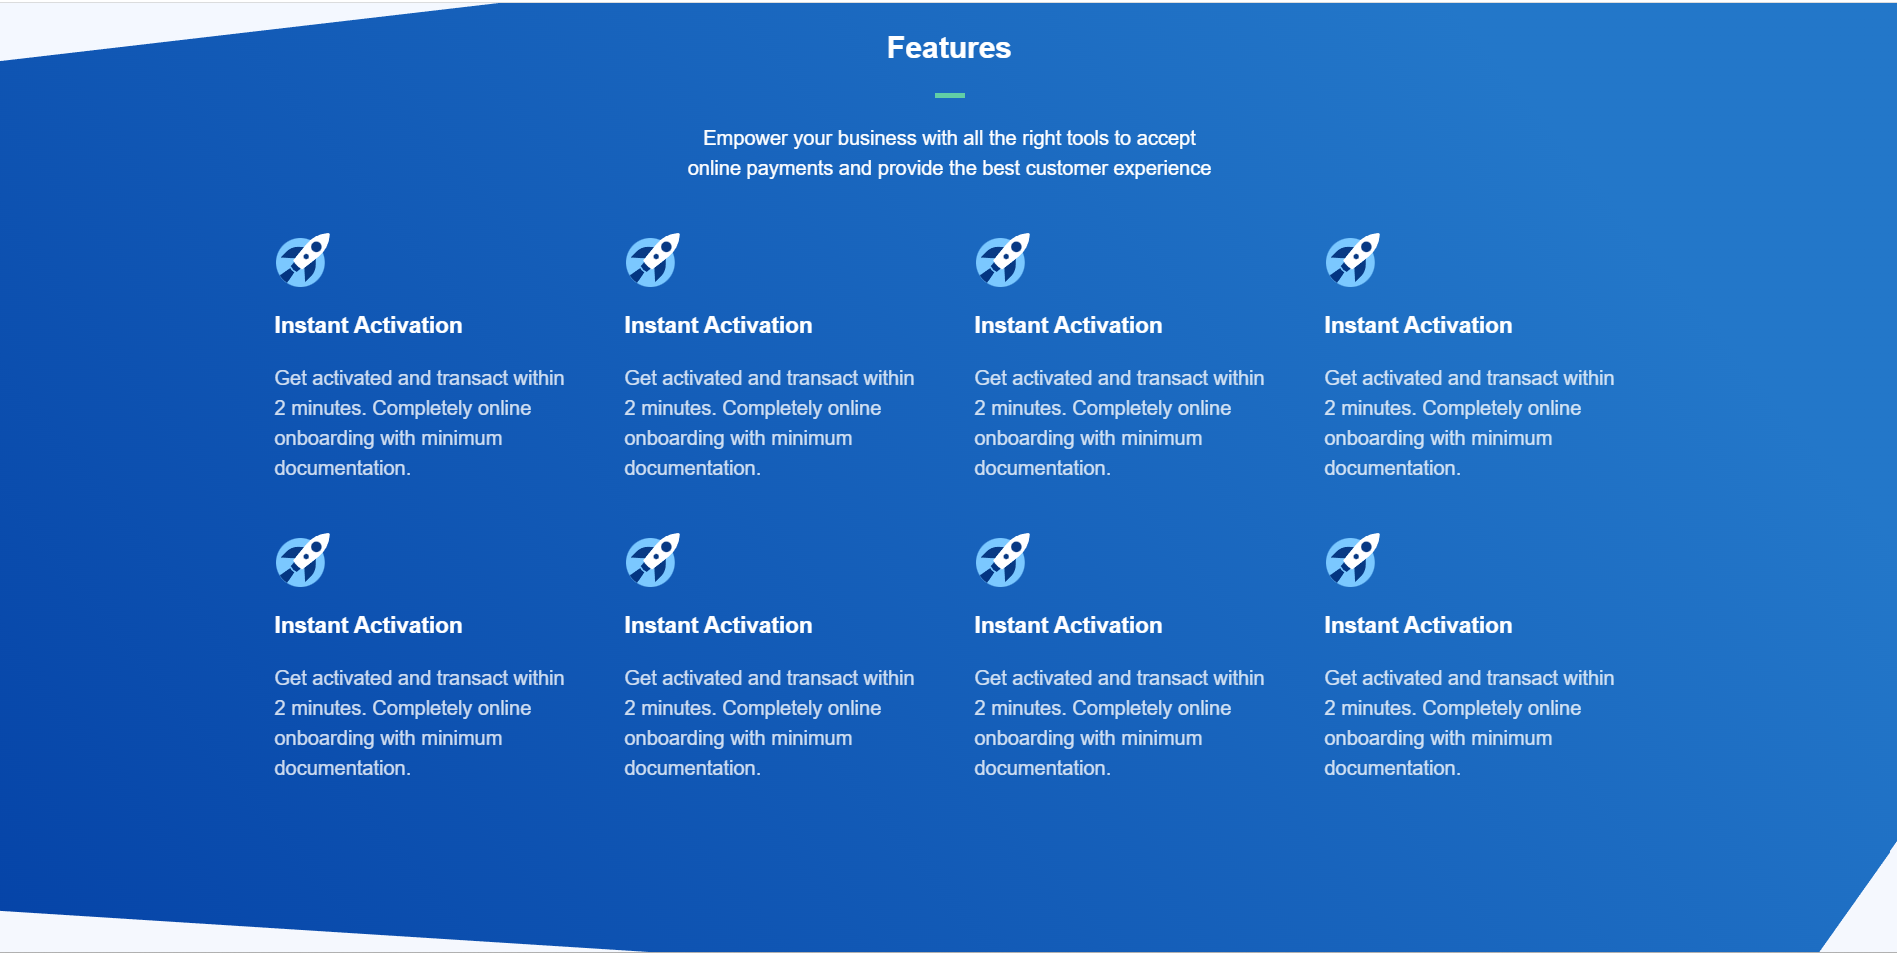 Features
Empower your business with all the right tools to accept
online payments and provide the best customer experience
Instant Activation
Get activated and transact within
2 minutes. Completely online
onboarding with minimum
documentation.
Instant Activation
Get activated and transact within
2 minutes. Completely online
onboarding with minimum
documentation.
Instant Activation
Get activated and transact within
2 minutes. Completely online
onboarding with minimum
documentation.
Instant Activation
Get activated and transact within
2 minutes. Completely online
onboarding with minimum
documentation.
Instant Activation
Get activated and transact within
2 minutes. Completely online
onboarding with minimum
documentation.
Instant Activation
Get activated and transact within
2 minutes. Completely online
onboarding with minimum
documentation.
Instant Activation
Get activated and transact within
2 minutes. Completely online
onboarding with minimum
documentation.
Instant Activation
Get activated and transact within
2 minutes. Completely online
onboarding with minimum
documentation.